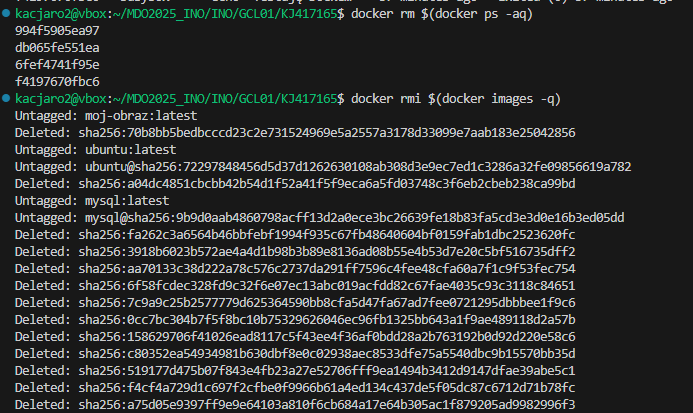 kacjaro2@vbox:~/MDO2025_INO/INO/GCL01/KJ417165$ docker rm $(docker ps -aq)
994f5905ea97
db065fe551ea
6fef4741f95e
f4197670fbc6
kacjaro2@vbox:~/MDO2025_INO/INO/GCL01/KJ417165$ docker rmi $(docker images -q)
Untagged: moj-obraz:latest
Deleted: sha256:70b8bb5bedbcccd23c2e731524969e5a2557a3178d33099e7aab183e25042856
Untagged: ubuntu:latest
Untagged: ubuntu@sha256:72297848456d5d37d1262630108ab308d3e9ec7ed1c3286a32fe09856619a782
Deleted: sha256:a04dc4851cbcbb42b54d1f52a41f5f9eca6a5fd03748c3f6eb2cbeb238ca99bd
Untagged: mysql:latest
Untagged: mysql@sha256:9b9d0aab4860798acff13d2a0ece3bc26639fe18b83fa5cd3e3d0e16b3ed05dd
Deleted: sha256:fa262c3a6564b46bbfebf1994f935c67fb48640604bf0159fab1dbc2523620fc
Deleted: sha256:3918b6023b572ae4a4d1b98b3b89e8136ad08b55e4b53d7e20c5bf516735dff2
Deleted: sha256:aa70133c38d222a78c576c2737da291ff7596c4fee48cfa60a7f1c9f53fec754
Deleted: sha256:6f58fcdec328fd9c32f6e07ec13abc019acfdd82c67fae4035c93c3118c84651
Deleted: sha256:7c9a9c25b2577779d625364590bb8cfa5d47fa67ad7fee0721295dbbbee1f9c6
Deleted: sha256:0cc7bc304b7f5f8bc10b75329626046ec96fb1325bb643a1f9ae489118d2a57b
Deleted: sha256:158629706f41026ead8117c5f43ee4f36af0bdd28a2b763192b0d92d220e58c6
Deleted: sha256:c80352ea54934981b630dbf8e0c02938aec8533dfe75a5540dbc9b15570bb35d
Deleted: sha256:519177d475b07f843e4fb23a27e52706fff9ea1494b3412d9147dfae39abe5c1
Deleted: sha256:f4cf4a729d1c697f2cfbe0f9966b61a4ed134c437de5f05dc87c6712d71b78fc
Deleted: sha256:a75d05e9397ff9e9e64103a810f6cb684a17e64b305ac1f879205ad9982996f3